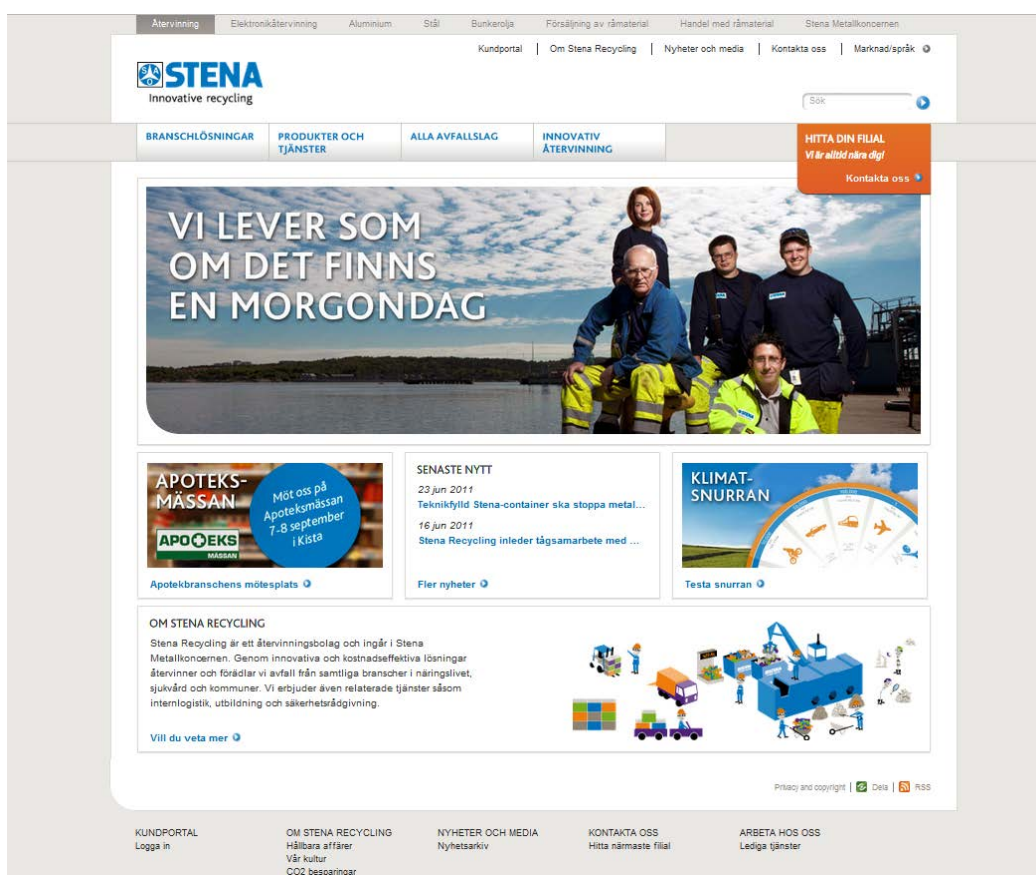 Återvinning
Elektronikåtervinning
Aluminium
Stål
Bunkerolja
Försäljning av råmaterial
Handel med råmaterial
Stena Metallkoncernen
Kundportal
Om Stena Recycling
Nyheter och media
Kontakta oss
Marknad/språk
STENA
Innovative recycling
Sök
BRANSCHLÖSNINGAR
PRODUKTER OCH
TJÄNSTER
ALLA AVFALLSLAG
INNOVATIV
ÅTERVINNING
HITTA DIN FILIAL
Vi är alltid nära dig!
Kontakta oss
VI LEVER SOM
OM DET FINNS
EN MORGONDAG
APOTEKS-
MÄSSAN
Möt oss på
Apoteksmässan
7-8 september
i Kista
APOTEKS
MÄSSAN
Apotekbranschens mötesplats
SENASTE NYTT
23 jun 2011
Teknikfylld Stena-container ska stoppa metal...
16 jun 2011
Stena Recycling inleder tågsamarbete med ...
Fler nyheter
KLIMAT-
SNURRAN
Testa snurran
OM STENA RECYCLING
Stena Recycling är ett återvinningsbolag och ingår i Stena
Metallkoncernen. Genom innovativa och kostnadseffektiva lösningar
återvinner och förädlar vi avfall från samtliga branscher i näringslivet,
sjukvård och kommuner. Vi erbjuder även relaterade tjänster såsom
internlogistik, utbildning och säkerhetsrådgivning.
Vill du veta mer
Privacy and copyright
Dela
RSS
KUNDPORTAL
Logga in
OM STENA RECYCLING
Hållbara affärer
Vår kultur
CO2 besparingar
NYHETER OCH MEDIA
Nyhetsarkiv
KONTAKTA OSS
Hitta närmaste filial
ARBETA HOS OSS
Lediga tjänster